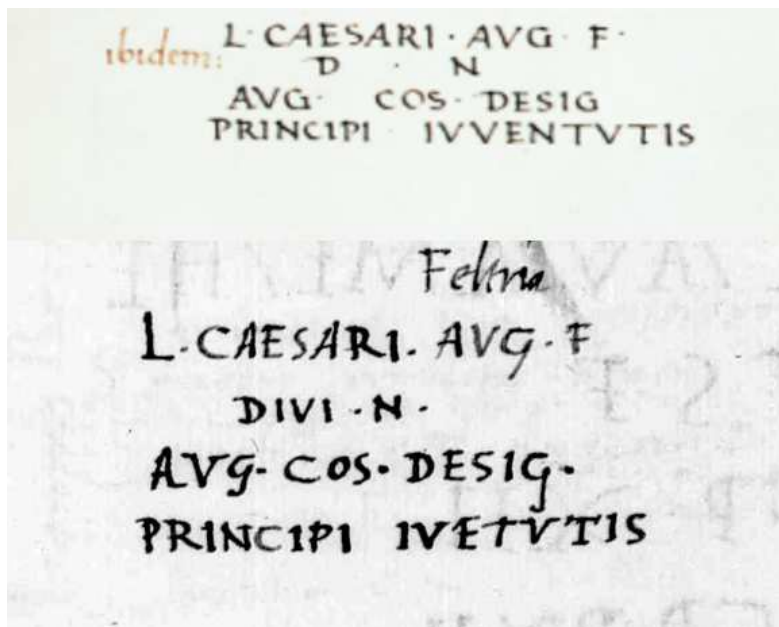 ibidem: L · CAESARI · AVG · F ·
D · N
AVG · COS · DESIG
PRINCIPI · IVVENTVTIS
Feltria
L · CAESARI · AVG · F
DIVI · N ·
AVG · COS · DESIG ·
PRINCIPI IVETVTIS